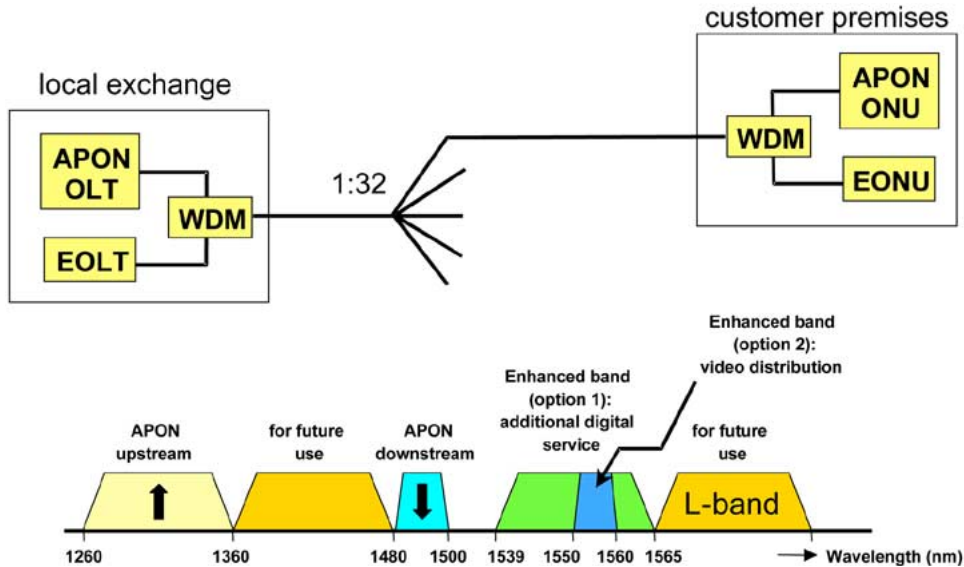 customer premises
local exchange
APON
ONU
WDM
EONU
APON
OLT
WDM
EOLT
1:32
Enhanced band
(option 2):
video distribution
Enhanced band
(option 1):
additional digital
service
APON
upstream
for future
use
APON
downstream
for future
use
L-band
1260
1360
1480
1500
1539
1550
1560
1565
Wavelength (nm)